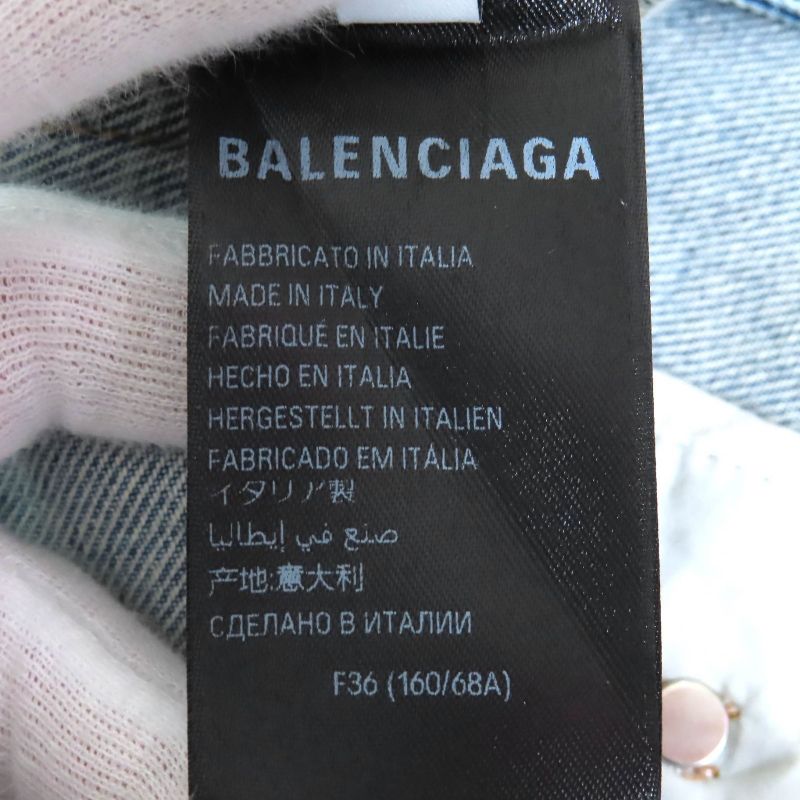 BALENCIAGA
FABBRICATO IN ITALIA
MADE IN ITALY
FABRIQUÉ EN ITALIE
HECHO EN ITALIA
HERGESTELLT IN ITALIEN
FABRICADO EM ITÁLIA
イタリア製
صنع في إيطاليا
产地:意大利
СДЕЛАНО В ИТАЛИИ
F36 (160/68A)